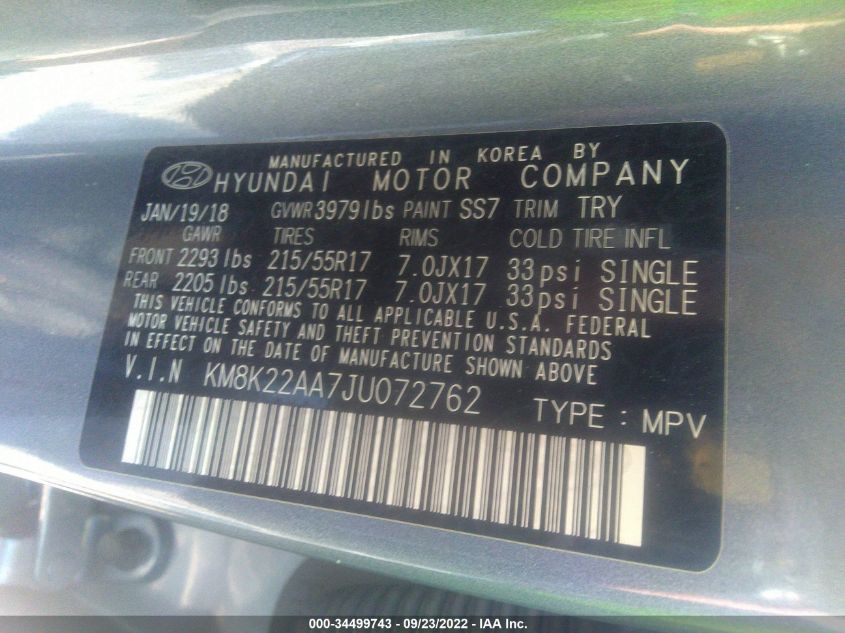 MANUFACTURED IN KOREA BY
HYUNDAI MOTOR COMPANY
JAN/19/18 GVWR 3979lbs PAINT SS7 TRIM TRY
GAWR TIRES RIMS COLD TIRE INFL
FRONT 2293lbs 215/55R17 7.0JX17 33psi SINGLE
REAR 2205lbs 215/55R17 7.0JX17 33psi SINGLE
THIS VEHICLE CONFORMS TO ALL APPLICABLE U.S.A. FEDERAL
MOTOR VEHICLE SAFETY AND THEFT PREVENTION STANDARDS
IN EFFECT ON THE DATE OF MANUFACTURE SHOWN ABOVE
V.I.N KM8K22AA7JU072762 TYPE : MPV
000-34499743 - 09/23/2022 - IAA Inc.